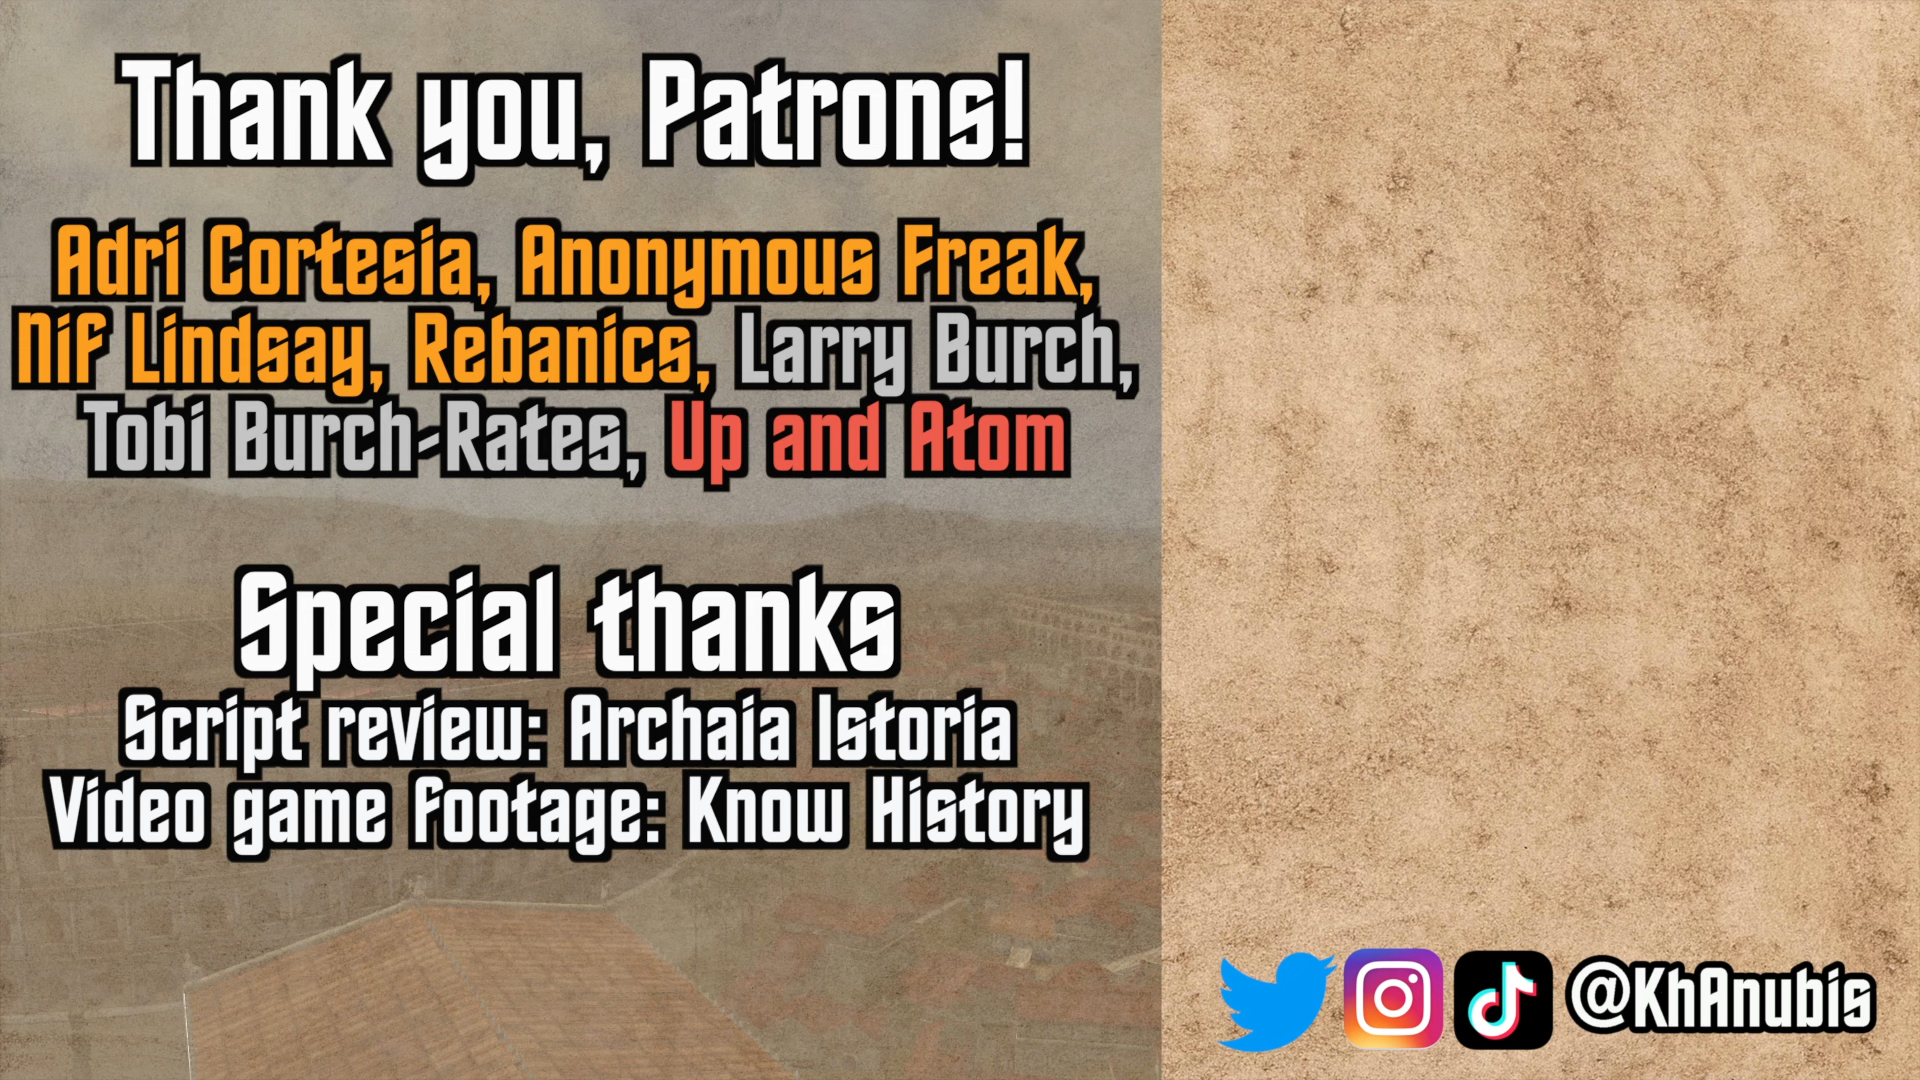 Thank you, Patrons!
Adri Cortesia, Anonymous Freak,
Nif Lindsay, Rebanics, Larry Burch,
Tobi Burch-Rates, Up and Atom
Special thanks
Script review: Archaia Istoria
Video game footage: Know History
@KhAnubis